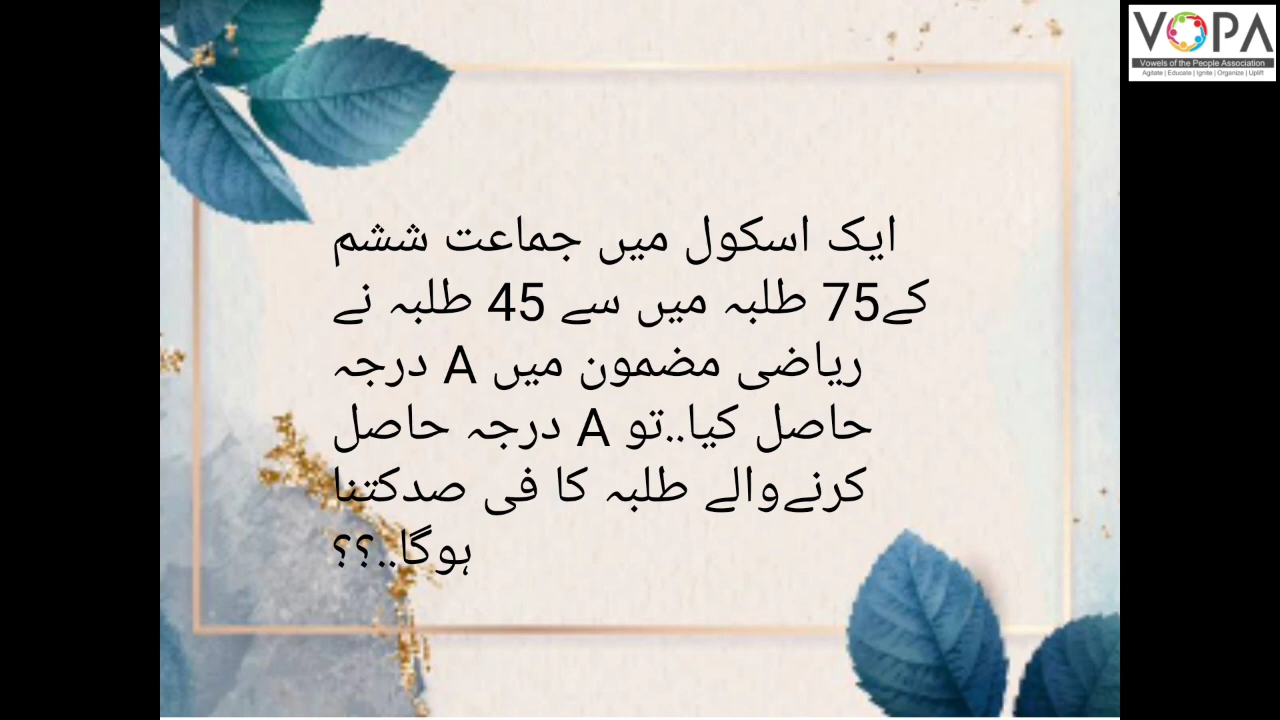 VOPA
Vowels of the People Association
Agitate | Educate | Ignite | Organize | Uplift
ایک اسکول میں جماعت ششم
کے75 طلبہ میں سے 45 طلبہ نے
ریاضی مضمون میں A درجہ
حاصل کیا..تو A درجہ حاصل
کرنےوالے طلبہ کا فی صدکتنا
ہوگا..؟؟